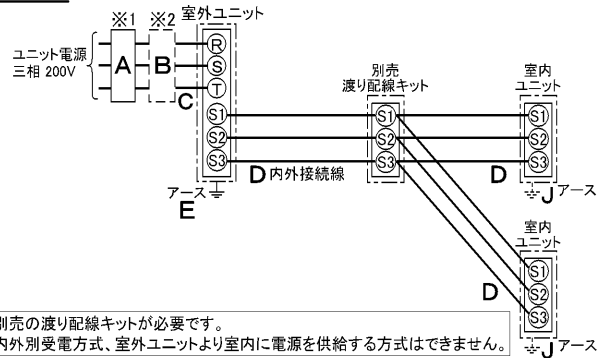 ※1 ※2 室外ユニット
ユニット電源
三相 200V
A
B
C
R
S
T
S1
S2
S3
アース
E
D 内外接続線
別売
渡り配線キット
S1
S2
S3
室内
ユニット
S1
S2
S3
D
J アース
室内
ユニット
S1
S2
S3
D
J アース
別売の渡り配線キットが必要です。
内外別受電方式、室外ユニットより室内に電源を供給する方式はできません。